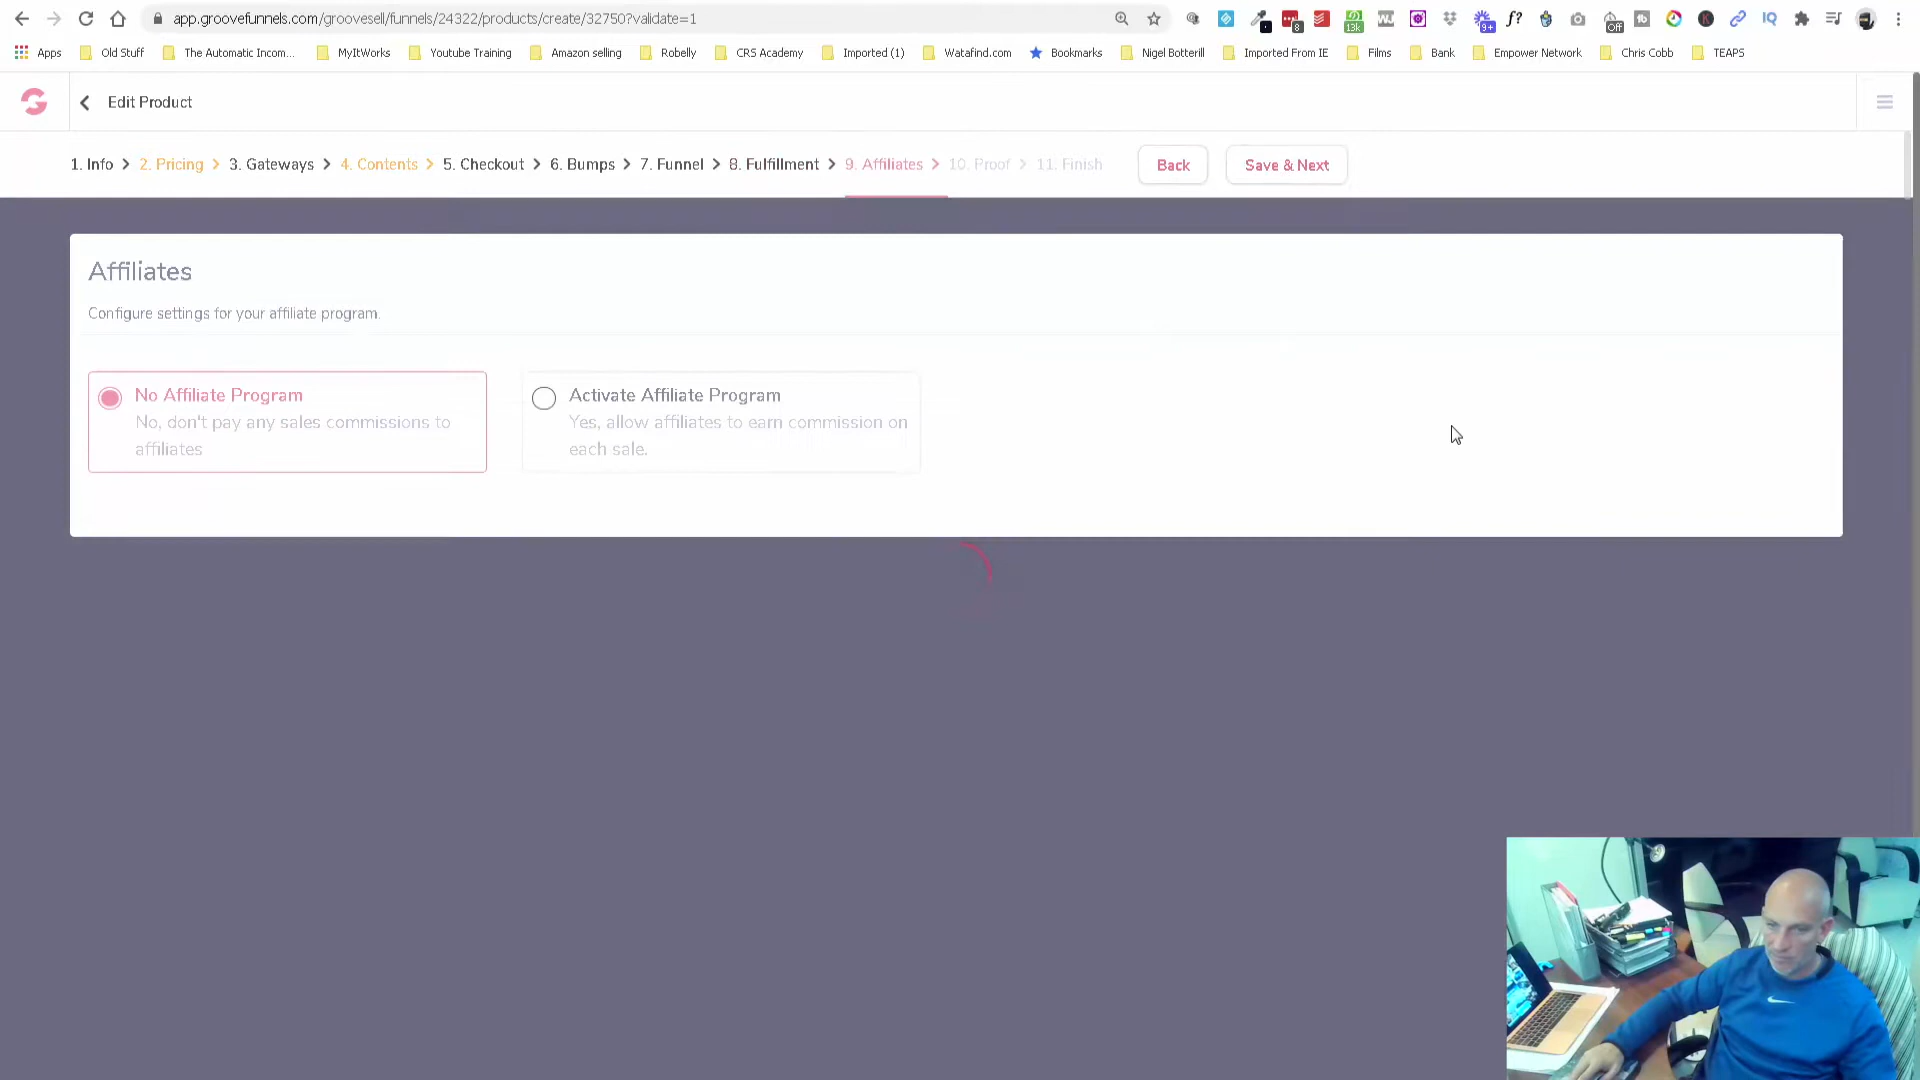 app.groovefunnels.com/groovesell/funnels/24322/products/create/32750?validate=1
8
13k
9+
f?
Off
IQ
Apps
Old Stuff
The Automatic Incom...
MyItWorks
Youtube Training
Amazon selling
Robelly
CRS Academy
Imported (1)
Watafind.com
Bookmarks
Nigel Botterill
Imported From IE
Films
Bank
Empower Network
Chris Cobb
TEAPS
Edit Product
1. Info
2. Pricing
3. Gateways
4. Contents
5. Checkout
6. Bumps
7. Funnel
8. Fulfillment
9. Affiliates
10. Proof
11. Finish
Back
Save & Next
Affiliates
Configure settings for your affiliate program.
No Affiliate Program
No, don't pay any sales commissions to
affiliates
Activate Affiliate Program
Yes, allow affiliates to earn commission on
each sale.